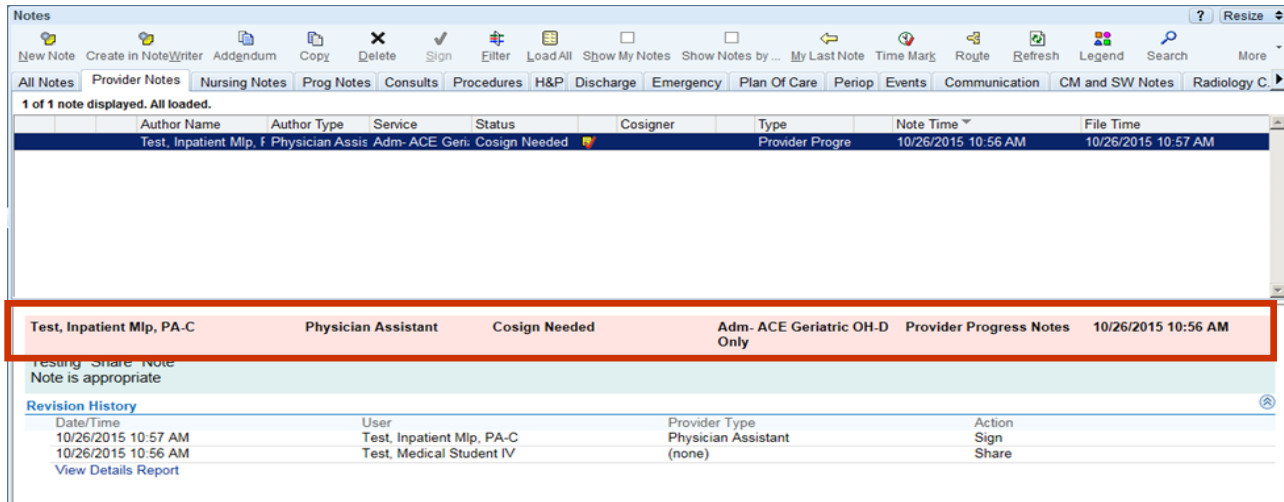 Notes ? Resize
New Note Create in NoteWriter Addendum Copy Delete Sign Filter Load All Show My Notes Show Notes by ... My Last Note Time Mark Route Refresh Legend Search More
All Notes Provider Notes Nursing Notes Prog Notes Consults Procedures H&P Discharge Emergency Plan Of Care Periop Events Communication CM and SW Notes Radiology C.
1 of 1 note displayed. All loaded.
Author Name Author Type Service Status Cosigner Type Note Time File Time
Test, Inpatient Mlp, F Physician Assis Adm- ACE Geri Cosign Needed Provider Progre 10/26/2015 10:56 AM 10/26/2015 10:57 AM
Test, Inpatient Mlp, PA-C Physician Assistant Cosign Needed Adm- ACE Geriatric OH-D Provider Progress Notes 10/26/2015 10:56 AM
Only
Testing "Share" Note
Note is appropriate
Revision History
Date/Time User Provider Type Action
10/26/2015 10:57 AM Test, Inpatient Mlp, PA-C Physician Assistant Sign
10/26/2015 10:56 AM Test, Medical Student IV (none) Share
View Details Report